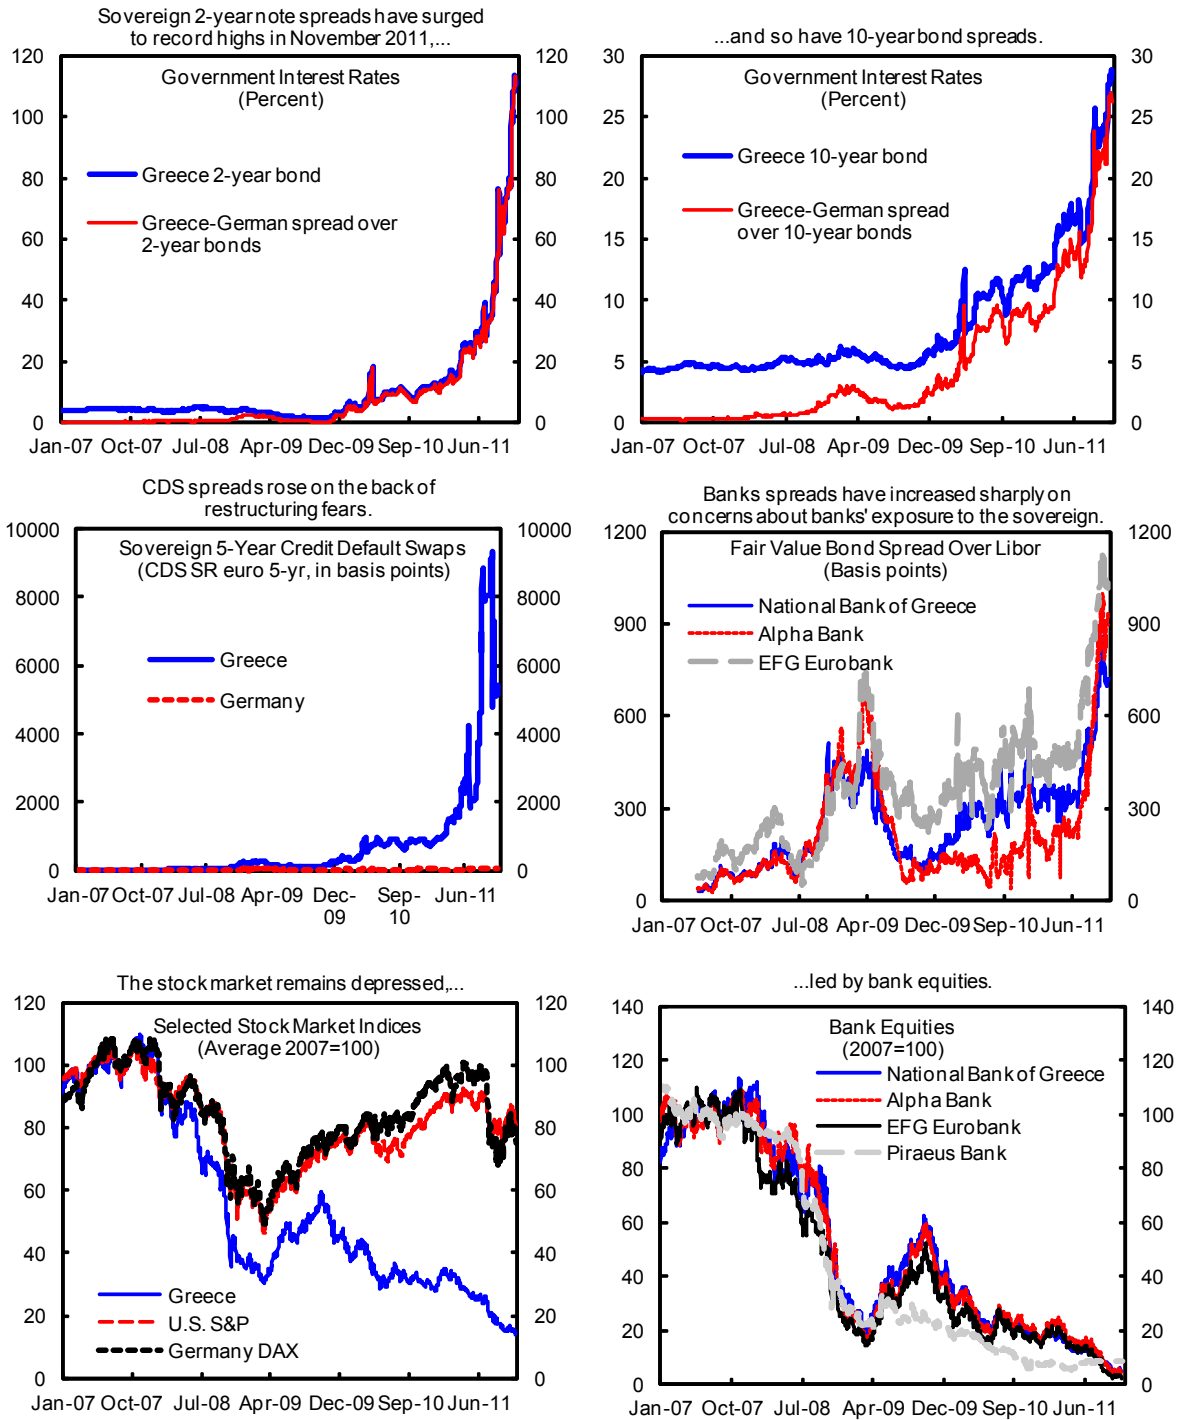 Sovereign 2-year note spreads have surged
to record highs in November 2011,...
120
100
80
60
40
20
0
Government Interest Rates
(Percent)
Greece 2-year bond
Greece-German spread over
2-year bonds
120
100
80
60
40
20
0
Jan-07 Oct-07 Jul-08 Apr-09 Dec-09 Sep-10 Jun-11
...and so have 10-year bond spreads.
30
25
20
15
10
5
0
Government Interest Rates
(Percent)
Greece 10-year bond
Greece-German spread
over 10-year bonds
30
25
20
15
10
5
0
Jan-07 Oct-07 Jul-08 Apr-09 Dec-09 Sep-10 Jun-11
CDS spreads rose on the back of
restructuring fears.
10000
8000
6000
4000
2000
0
Sovereign 5-Year Credit Default Swaps
(CDS SR euro 5-yr, in basis points)
Greece
Germany
10000
8000
6000
4000
2000
0
Jan-07 Oct-07 Jul-08 Apr-09 Dec- Sep- Jun-11
09 10
Banks spreads have increased sharply on
concerns about banks' exposure to the sovereign.
1200
900
600
300
0
Fair Value Bond Spread Over Libor
(Basis points)
National Bank of Greece
Alpha Bank
EFG Eurobank
1200
900
600
300
0
Jan-07 Oct-07 Jul-08 Apr-09 Dec-09 Sep-10 Jun-11
The stock market remains depressed,...
120
100
80
60
40
20
0
Selected Stock Market Indices
(Average 2007=100)
Greece
U.S. S&P
Germany DAX
120
100
80
60
40
20
0
Jan-07 Oct-07 Jul-08 Apr-09 Dec-09 Sep-10 Jun-11
...led by bank equities.
140
120
100
80
60
40
20
0
Bank Equities
(2007=100)
National Bank of Greece
Alpha Bank
EFG Eurobank
Piraeus Bank
140
120
100
80
60
40
20
0
Jan-07 Oct-07 Jul-08 Apr-09 Dec-09 Sep-10 Jun-11